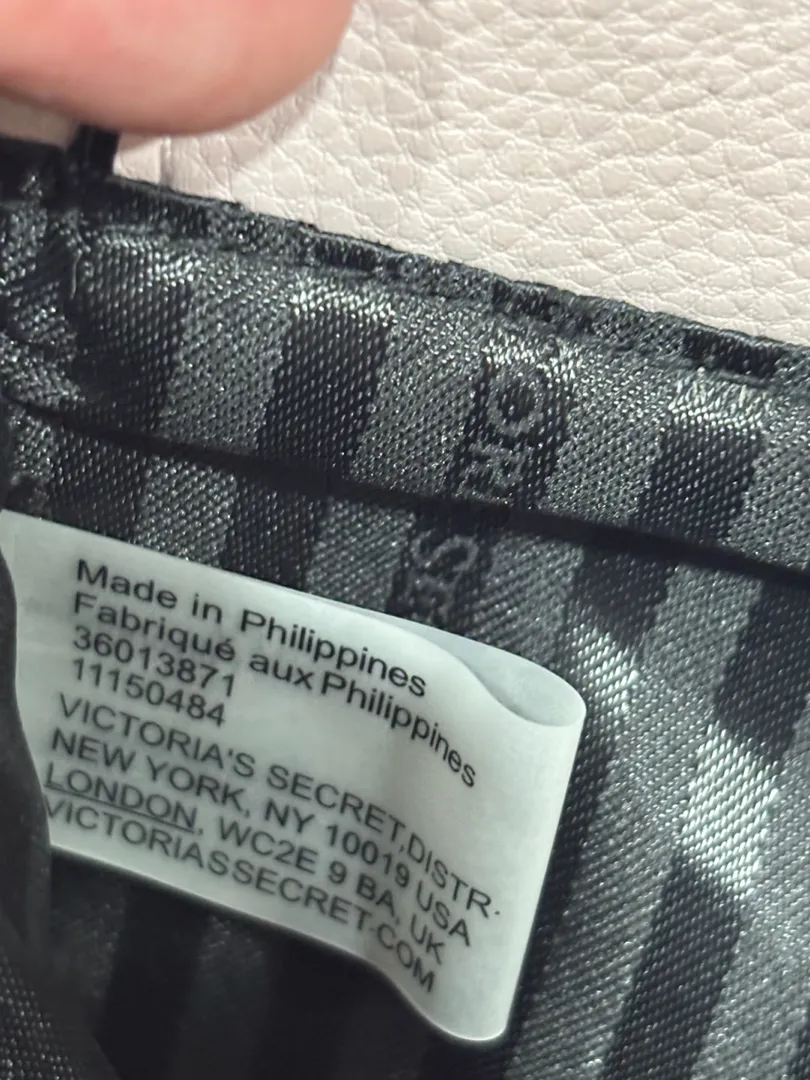 Made in Philippines
Fabriqué aux Philippines
36013871
11150484
VICTORIA'S SECRET,DISTR.
NEW YORK, NY 10019 USA
LONDON, WC2E 9 BA, UK
VICTORIASSECRET.COM